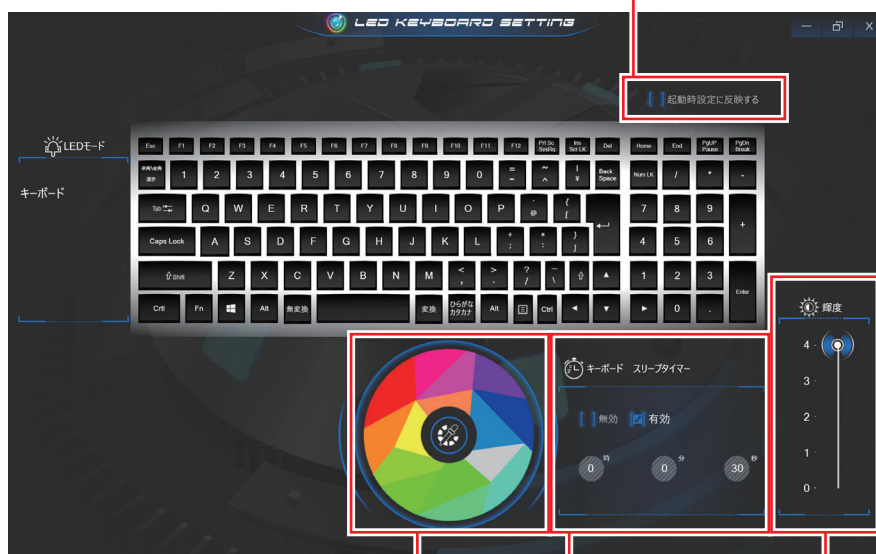 LED KEYBOARD SETTING
[ ] 起動時設定に反映する
LEDモード
キーボード
Esc F1 F2 F3 F4 F5 F6 F7 F8 F9 F10 F11 F12 Prt Sc SysRq Ins Scr LK Del Home End PgUP Pause PgDn Break
半角\全角 漢字 1 2 3 4 5 6 7 8 9 0 = - ~ ^ | ¥ Back Space Num LK / * -
Tab Q W E R T Y U I O P ` @ { [ 7 8 9 +
Caps Lock A S D F G H J K L + ; * : } ] 4 5 6
⇧ Shift Z X C V B N M < , > . ? / _ \ ⇧ ▲ 1 2 3 Enter
Crtl Fn Alt 無変換 変換 ひらがな カタカナ Alt Ctrl ◄ ▼ ► 0 .
キーボード スリープタイマー
[ ] 無効 [✓] 有効
0 時 0 分 30 秒
輝度
4
3
2
1
0